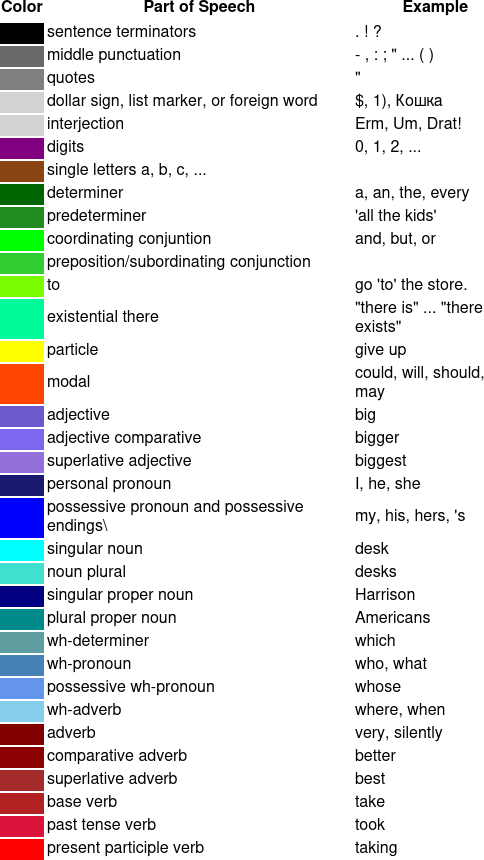 Color Part of Speech Example
sentence terminators . ! ?
middle punctuation - , : ; " ... ( )
quotes "
dollar sign, list marker, or foreign word $, 1), Кошка
interjection Erm, Um, Drat!
digits 0, 1, 2, ...
single letters a, b, c, ...
determiner a, an, the, every
predeterminer 'all the kids'
coordinating conjuntion and, but, or
preposition/subordinating conjunction
to go 'to' the store.
existential there "there is" ... "there
exists"
particle give up
modal could, will, should,
may
adjective big
adjective comparative bigger
superlative adjective biggest
personal pronoun I, he, she
possessive pronoun and possessive
endings\ my, his, hers, 's
singular noun desk
noun plural desks
singular proper noun Harrison
plural proper noun Americans
wh-determiner which
wh-pronoun who, what
possessive wh-pronoun whose
wh-adverb where, when
adverb very, silently
comparative adverb better
superlative adverb best
base verb take
past tense verb took
present participle verb taking